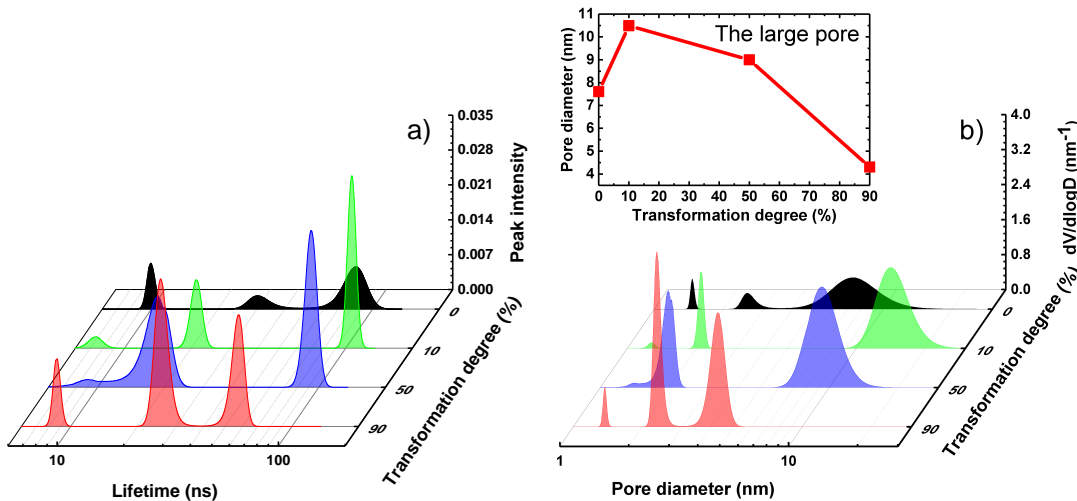 a)
0.035
0.028
0.021
0.014
0.007
0.000
Peak intensity
0
10
50
90
Transformation degree (%)
10
100
Lifetime (ns)
11
10
9
8
7
6
5
4
Pore diameter (nm)
The large pore
0 10 20 30 40 50 60 70 80 90
Transformation degree (%)
b)
4.0
3.2
2.4
1.6
0.8
0.0
dV/dlogD (nm⁻¹)
0
10
50
90
Transformation degree (%)
1
10
Pore diameter (nm)